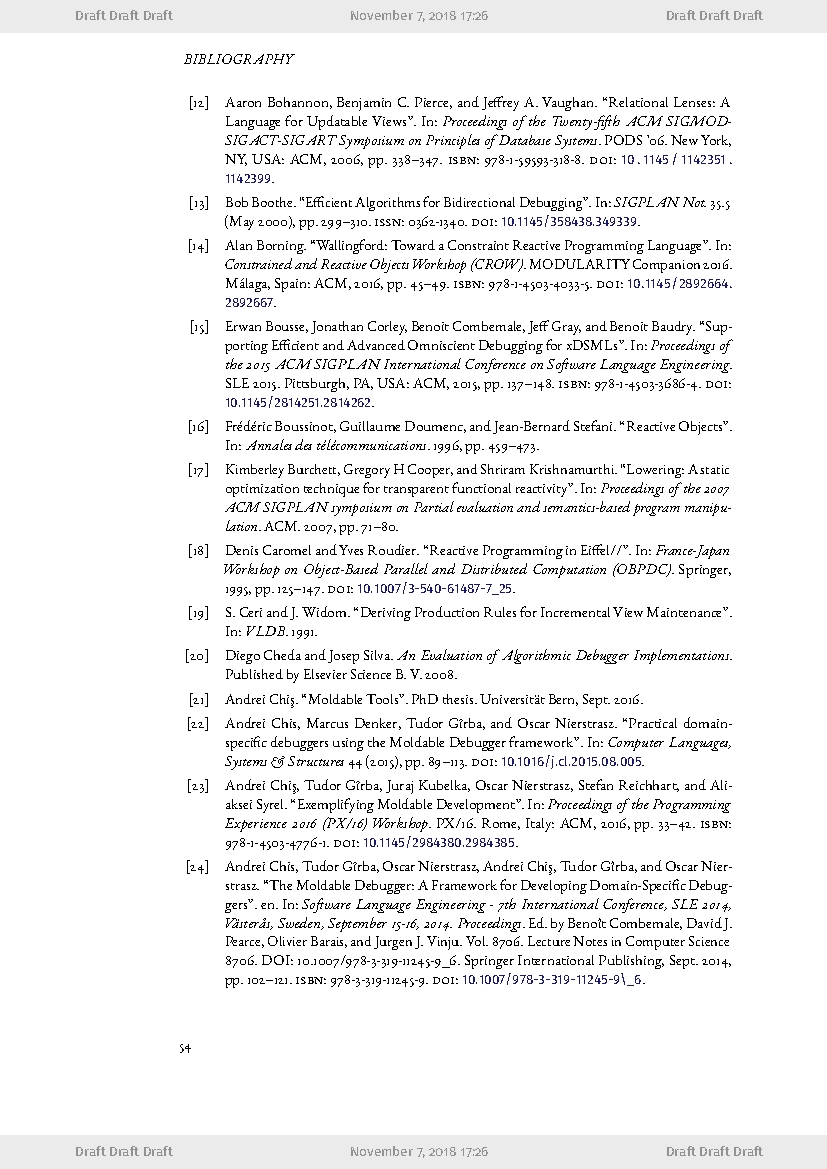 Draft Draft Draft November 7, 2018 17:26 Draft Draft Draft
BIBLIOGRAPHY
[12] Aaron Bohannon, Benjamin C. Pierce, and Jeffrey A. Vaughan. “Relational Lenses: A
Language for Updatable Views”. In: Proceedings of the Twenty-fifth ACM SIGMOD-
SIGACT-SIGART Symposium on Principles of Database Systems. PODS ’06. New York,
NY, USA: ACM, 2006, pp. 338–347. ISBN: 978-1-59593-318-8. DOI: 10.1145/1142351.
1142399.
[13] Bob Boothe. “Efficient Algorithms for Bidirectional Debugging”. In: SIGPLAN Not. 35.5
(May 2000), pp. 299–310. ISSN: 0362-1340. DOI: 10.1145/358438.349339.
[14] Alan Borning. “Wallingford: Toward a Constraint Reactive Programming Language”. In:
Constrained and Reactive Objects Workshop (CROW). MODULARITY Companion 2016.
Málaga, Spain: ACM, 2016, pp. 45–49. ISBN: 978-1-4503-4033-5. DOI: 10.1145/2892664.
2892667.
[15] Erwan Bousse, Jonathan Corley, Benoit Combemale, Jeff Gray, and Benoit Baudry. “Sup-
porting Efficient and Advanced Omniscient Debugging for xDSMLs”. In: Proceedings of
the 2015 ACM SIGPLAN International Conference on Software Language Engineering.
SLE 2015. Pittsburgh, PA, USA: ACM, 2015, pp. 137–148. ISBN: 978-1-4503-3686-4. DOI:
10.1145/2814251.2814262.
[16] Frédéric Boussinot, Guillaume Doumenc, and Jean-Bernard Stefani. “Reactive Objects”.
In: Annales des télécommunications. 1996, pp. 459–473.
[17] Kimberley Burchett, Gregory H Cooper, and Shriram Krishnamurthi. “Lowering: A static
optimization technique for transparent functional reactivity”. In: Proceedings of the 2007
ACM SIGPLAN symposium on Partial evaluation and semantics-based program manipu-
lation. ACM. 2007, pp. 71–80.
[18] Denis Caromel and Yves Roudier. “Reactive Programming in Eiffel//”. In: France-Japan
Workshop on Object-Based Parallel and Distributed Computation (OBPDC). Springer,
1995, pp. 125–147. DOI: 10.1007/3-540-61487-7_25.
[19] S. Ceri and J. Widom. “Deriving Production Rules for Incremental View Maintenance”.
In: VLDB. 1991.
[20] Diego Cheda and Josep Silva. An Evaluation of Algorithmic Debugger Implementations.
Published by Elsevier Science B. V. 2008.
[21] Andrei Chiş. “Moldable Tools”. PhD thesis. Universität Bern, Sept. 2016.
[22] Andrei Chis, Marcus Denker, Tudor Gîrba, and Oscar Nierstrasz. “Practical domain-
specific debuggers using the Moldable Debugger framework”. In: Computer Languages,
Systems & Structures 44 (2015), pp. 89–113. DOI: 10.1016/j.cl.2015.08.005.
[23] Andrei Chiş, Tudor Gîrba, Juraj Kubelka, Oscar Nierstrasz, Stefan Reichhart, and Ali-
aksei Syrel. “Exemplifying Moldable Development”. In: Proceedings of the Programming
Experience 2016 (PX/16) Workshop. PX/16. Rome, Italy: ACM, 2016, pp. 33–42. ISBN:
978-1-4503-4776-1. DOI: 10.1145/2984380.2984385.
[24] Andrei Chis, Tudor Gîrba, Oscar Nierstrasz, Andrei Chiş, Tudor Gîrba, and Oscar Nier-
strasz. “The Moldable Debugger: A Framework for Developing Domain-Specific Debug-
gers”. en. In: Software Language Engineering - 7th International Conference, SLE 2014,
Västerås, Sweden, September 15-16, 2014. Proceedings. Ed. by Benoît Combemale, David J.
Pearce, Olivier Barais, and Jurgen J. Vinju. Vol. 8706. Lecture Notes in Computer Science
8706. DOI: 10.1007/978-3-319-11245-9_6. Springer International Publishing, Sept. 2014,
pp. 102–121. ISBN: 978-3-319-11245-9. DOI: 10.1007/978-3-319-11245-9\_6.
54
Draft Draft Draft November 7, 2018 17:26 Draft Draft Draft